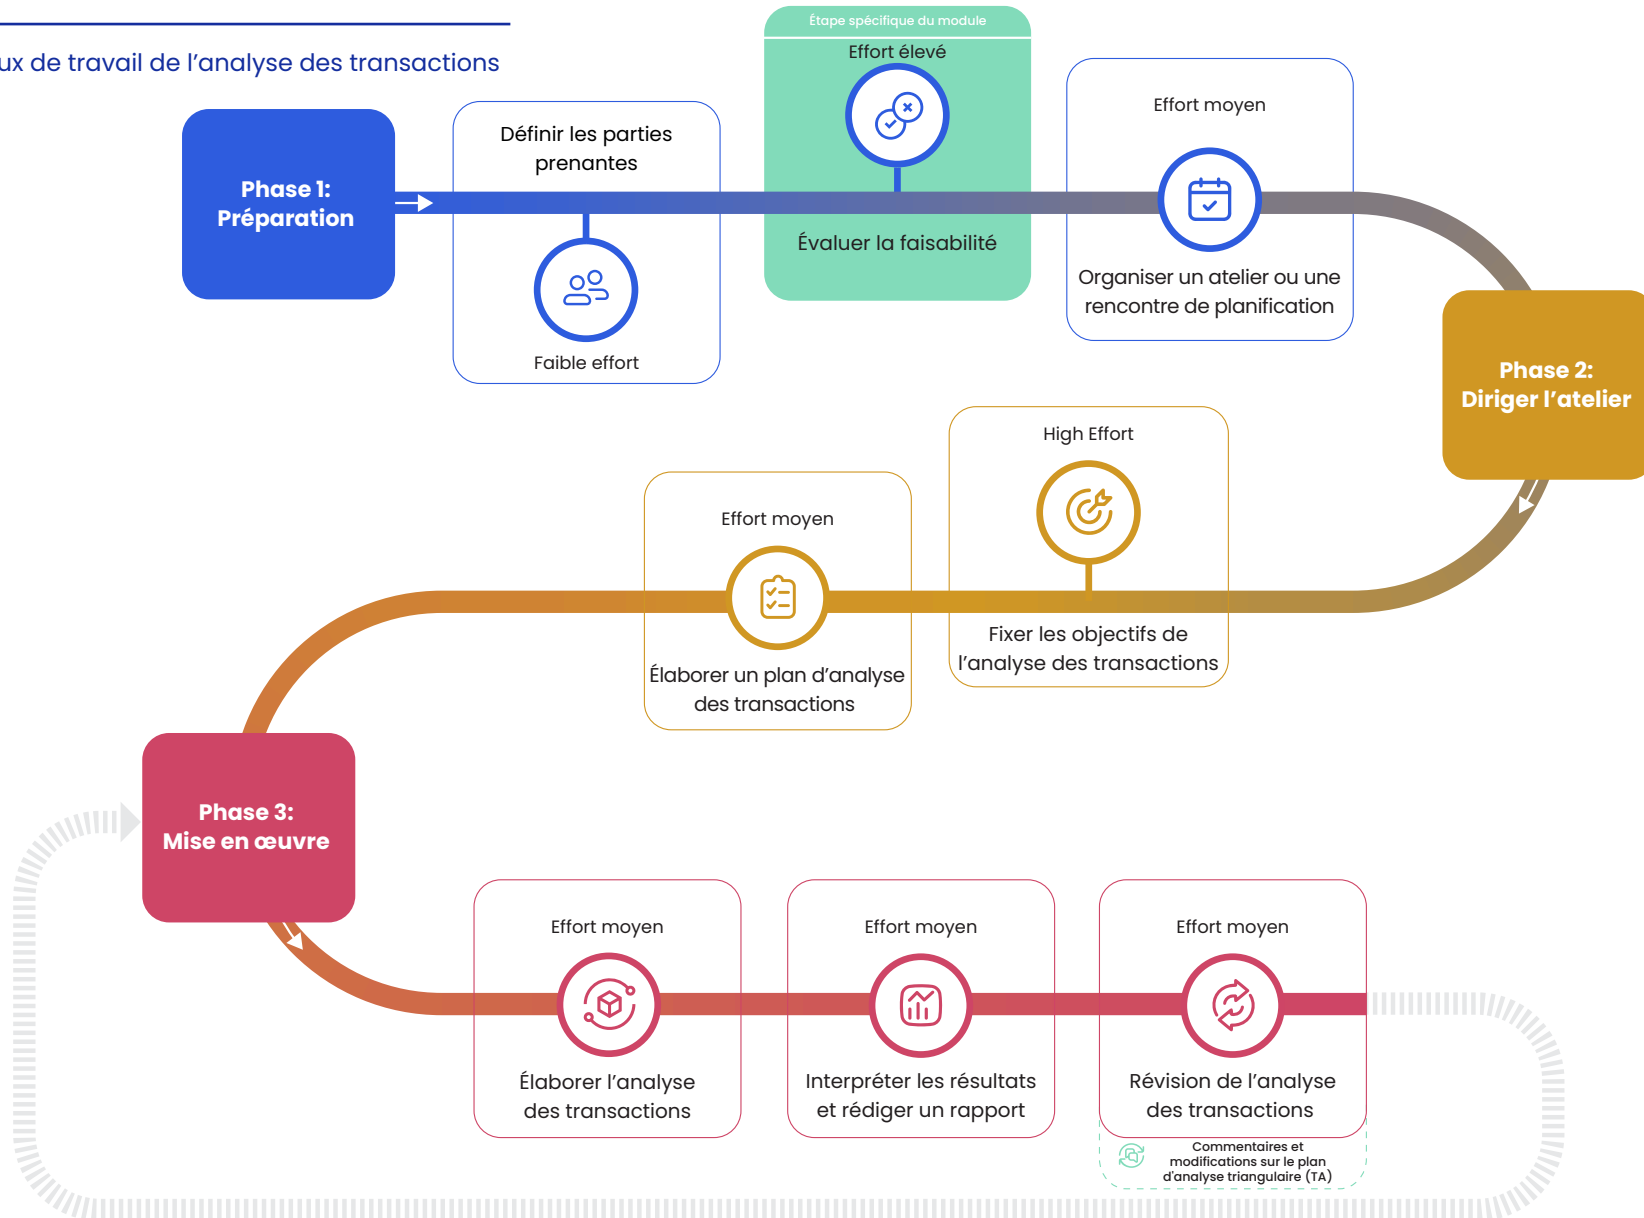 de travail de l'analyse des transactions
Étape spécifique du module
Effort élevé
Évaluer la faisabilité
Phase 1:
Préparation
Définir les parties
prenantes
Faible effort
Effort moyen
Organiser un atelier ou une
rencontre de planification
Phase 2:
Diriger l'atelier
High Effort
Fixer les objectifs de
l'analyse des transactions
Effort moyen
Élaborer un plan d'analyse
des transactions
Phase 3:
Mise en œuvre
Effort moyen
Élaborer l'analyse
des transactions
Effort moyen
Interpréter les résultats
et rédiger un rapport
Effort moyen
Révision de l'analyse
des transactions
Commentaires et
modifications sur le plan
d'analyse triangulaire (TA)